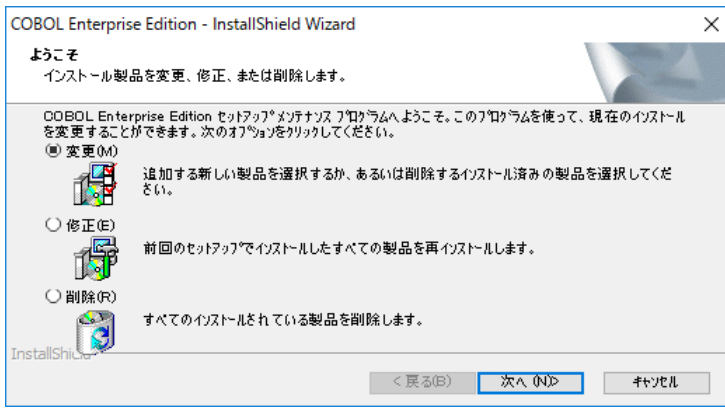 COBOL Enterprise Edition - InstallShield Wizard
ようこそ
インストール製品を変更、修正、または削除します。
COBOL Enterprise Edition セットアップ メンテナンス プログラムへようこそ。このプログラムを使って、現在のインストール
を変更することができます。次のオプションをクリックしてください。
変更(M)
追加する新しい製品を選択するか、あるいは削除するインストール済みの製品を選択してくだ
さい。
修正(E)
前回のセットアップでインストールしたすべての製品を再インストールします。
削除(R)
すべてのインストールされている製品を削除します。
InstallShield
< 戻る(B)
次へ (N)>
キャンセル